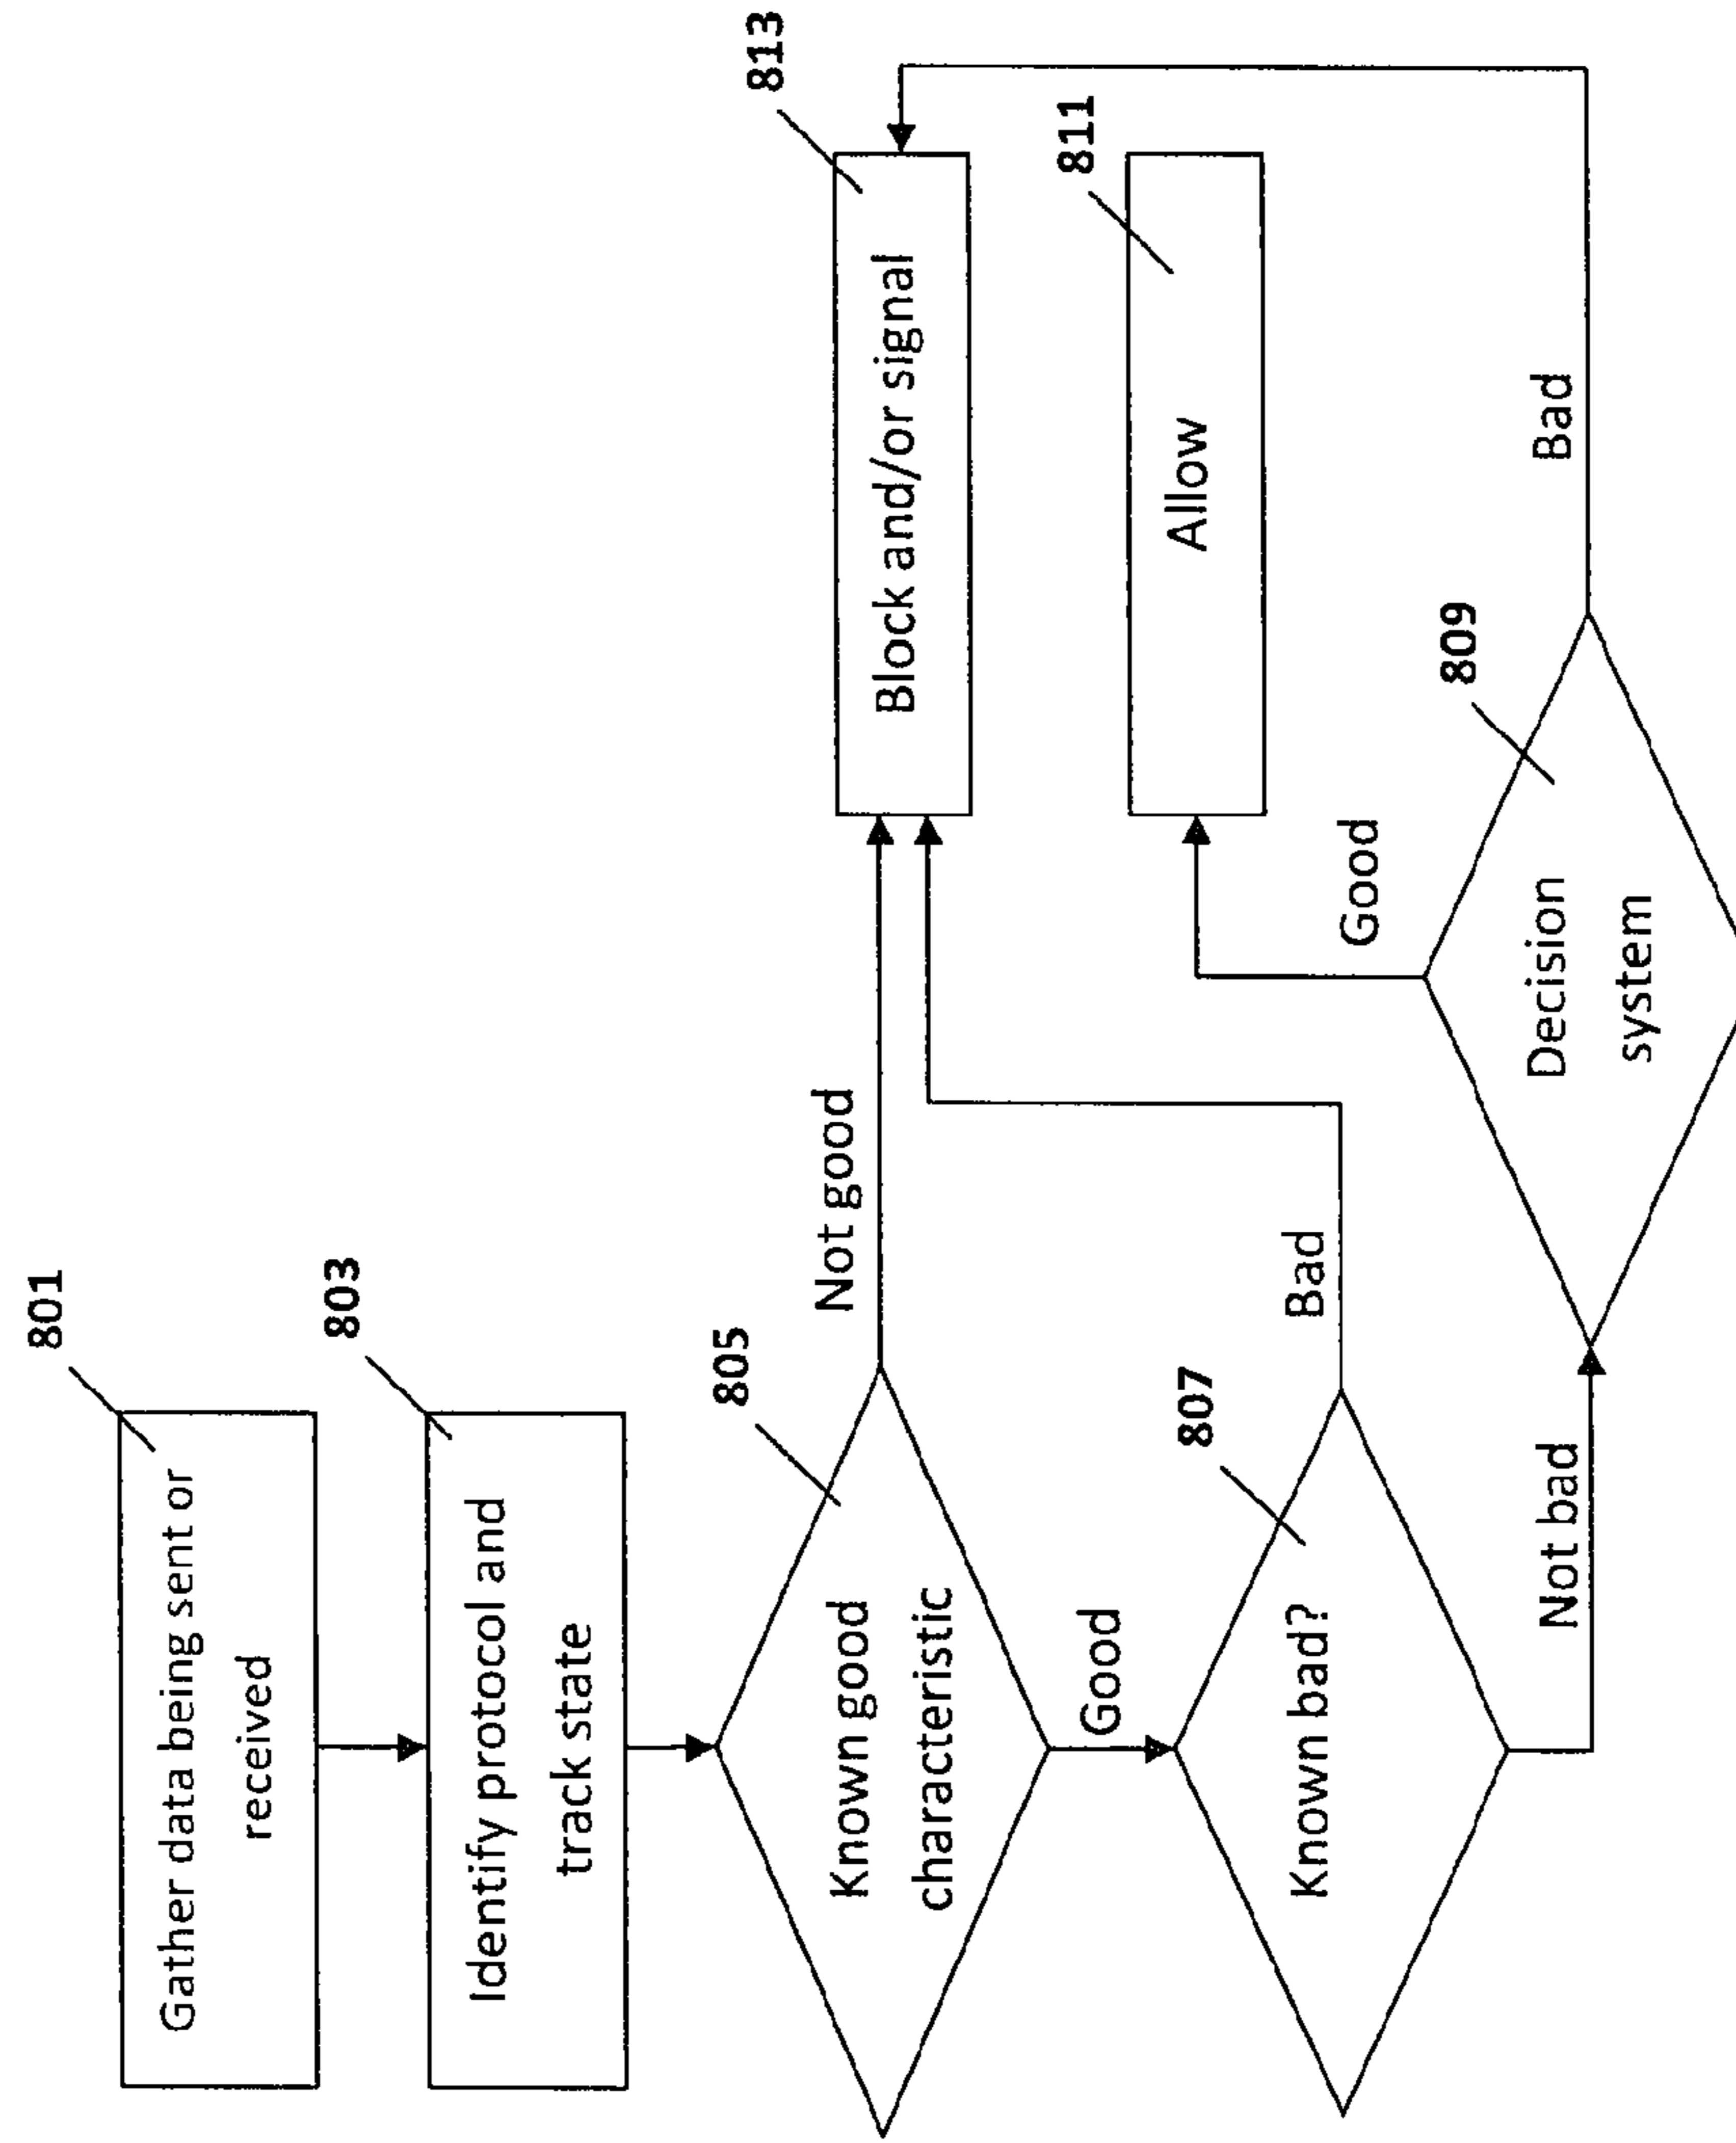 801
Gather data being sent or
received
803
Identify protocol and
track state
805
Known good
characteristic
Not good
Good
807
Known bad?
Bad
Not bad
809
Decision
system
Good
Bad
811
Allow
813
Block and/or signal